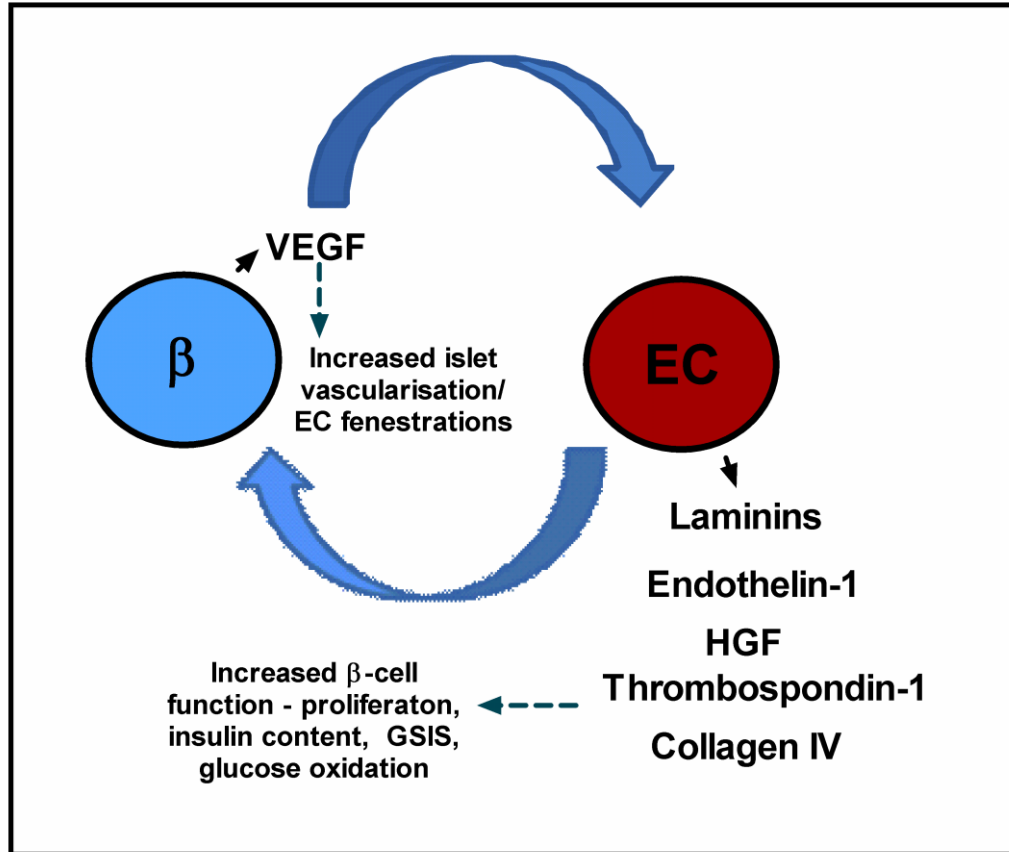 VEGF
β
Increased islet
vascularisation/
EC fenestrations
EC
Laminins
Endothelin-1
HGF
Thrombospondin-1
Collagen IV
Increased β-cell
function - proliferaton,
insulin content, GSIS,
glucose oxidation